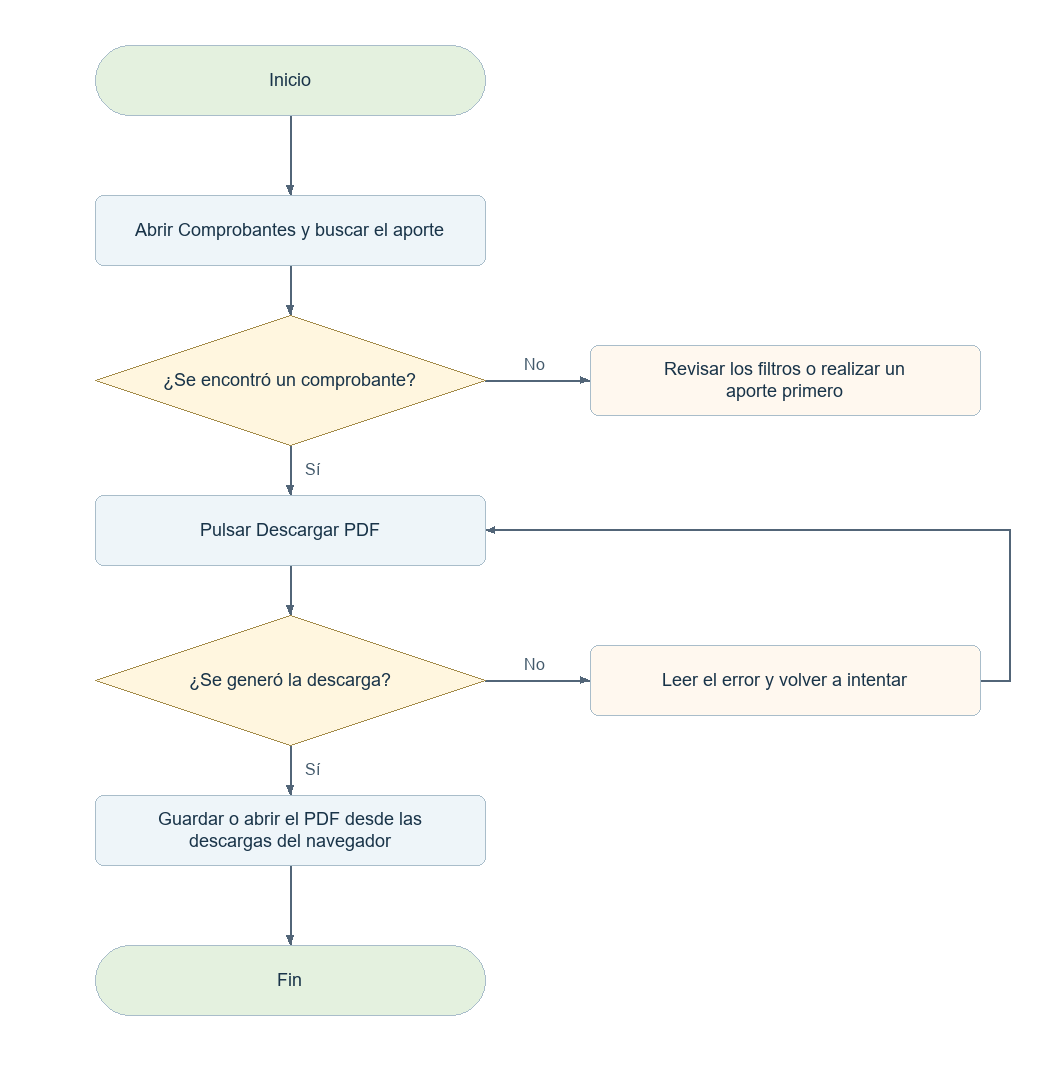 Inicio
Abrir Comprobantes y buscar el aporte
¿Se encontró un comprobante?
No
Revisar los filtros o realizar un
aporte primero
Sí
Pulsar Descargar PDF
¿Se generó la descarga?
No
Leer el error y volver a intentar
Sí
Guardar o abrir el PDF desde las
descargas del navegador
Fin